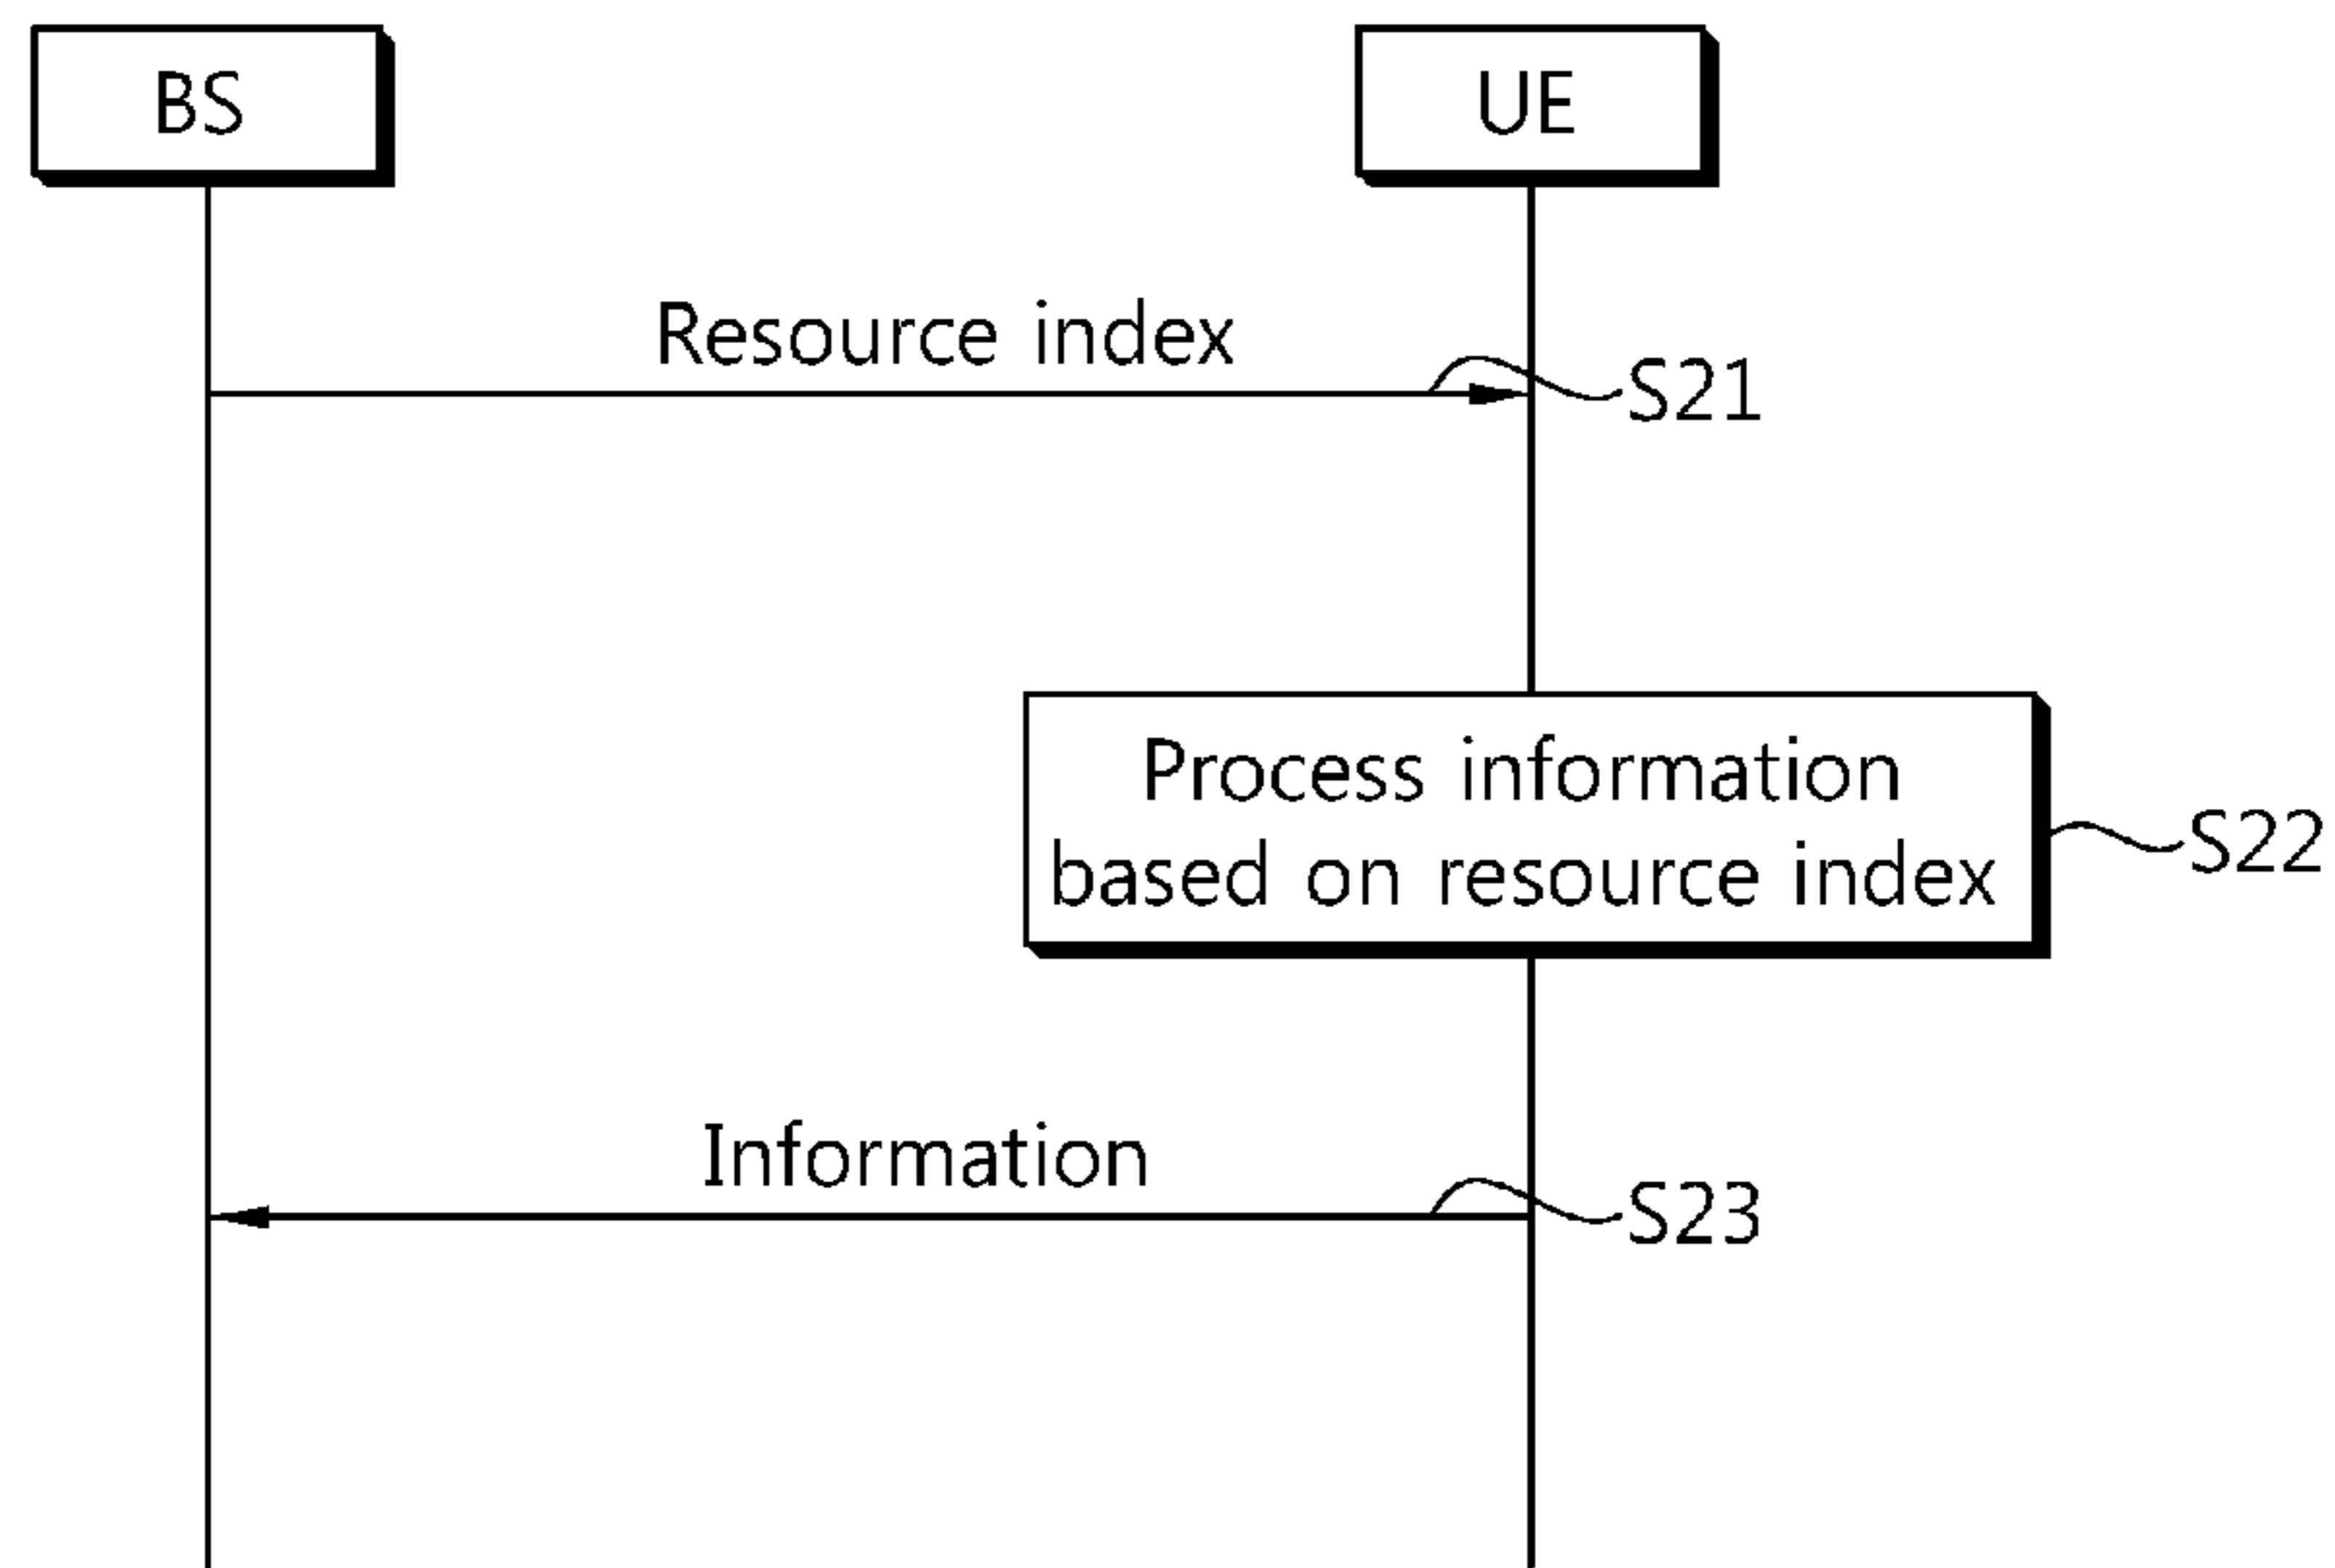 BS
UE
Resource index
S21
Process information
based on resource index
S22
Information
S23